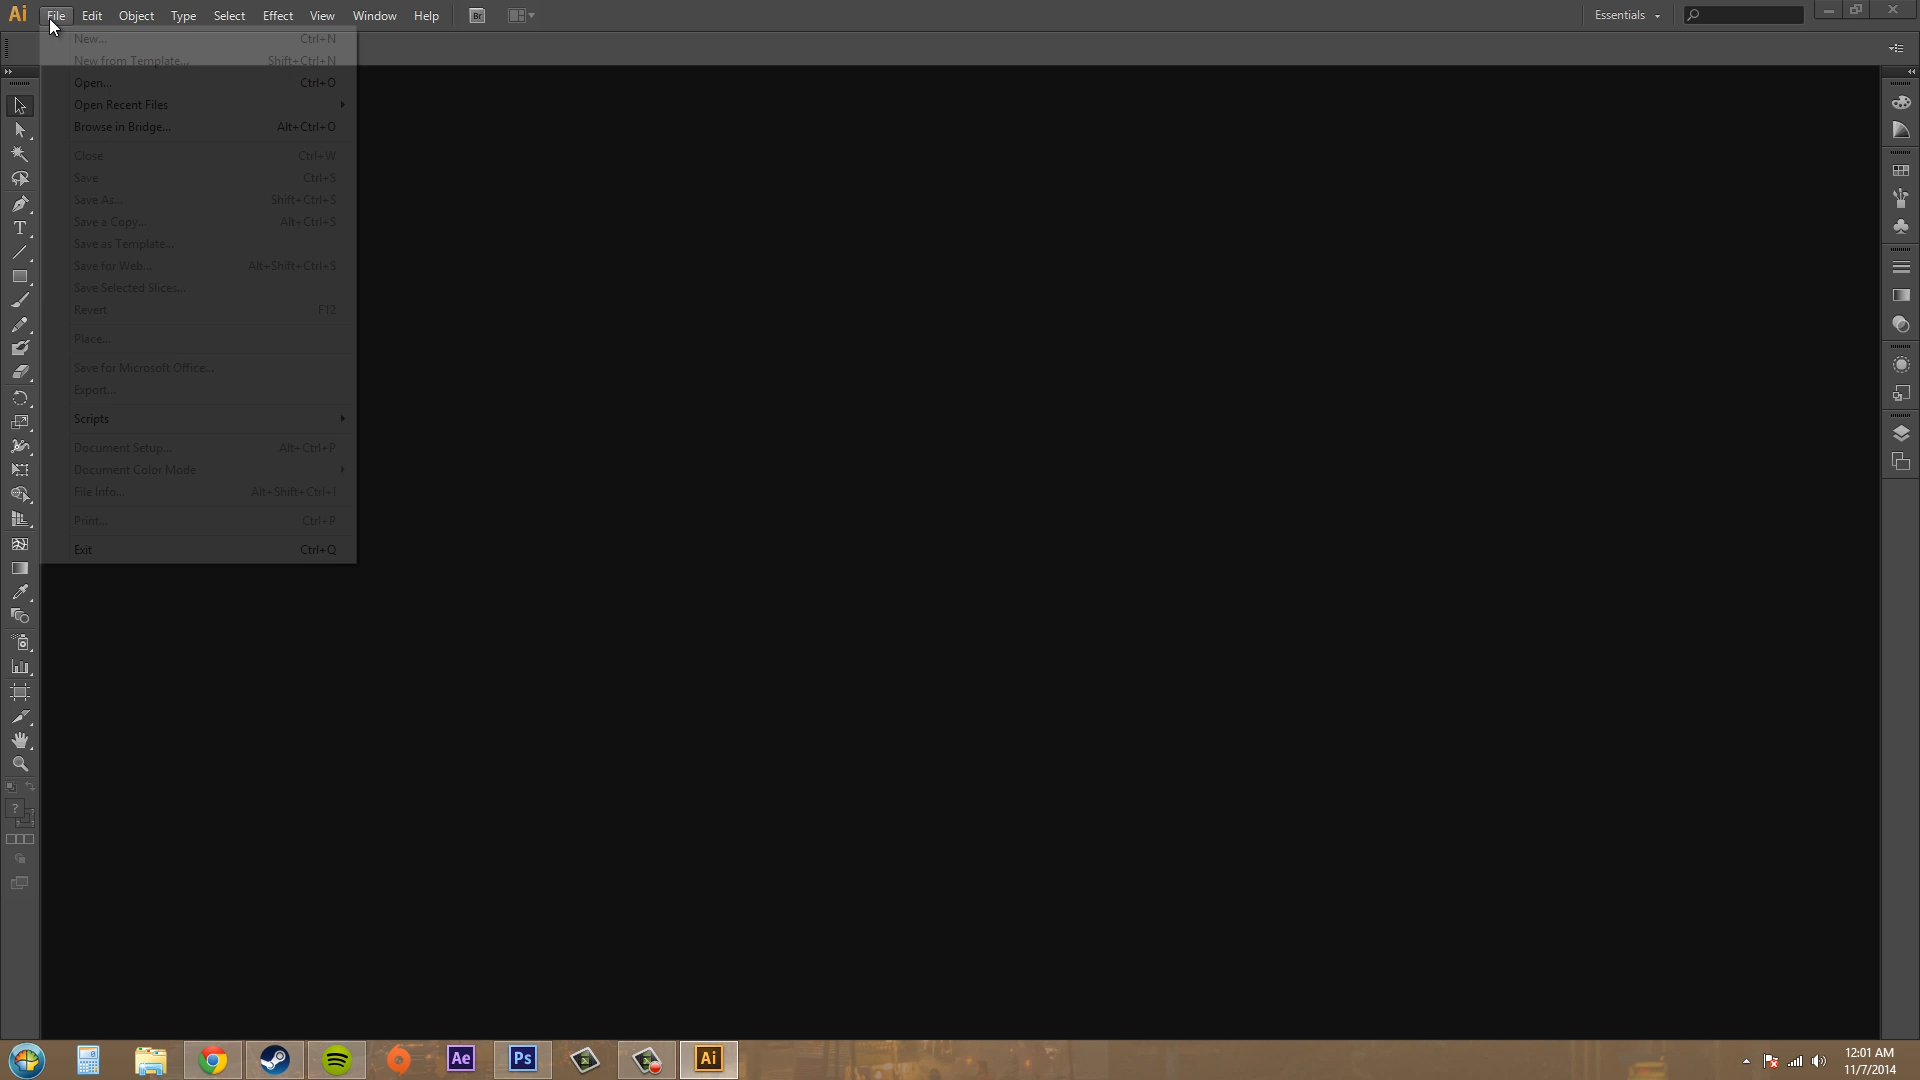 Ai File Edit Object Type Select Effect View Window Help Br Essentials
New... Ctrl+N
New from Template... Shift+Ctrl+N
Open... Ctrl+O
Open Recent Files
Browse in Bridge... Alt+Ctrl+O
Close Ctrl+W
Save Ctrl+S
Save As... Shift+Ctrl+S
Save a Copy... Alt+Ctrl+S
Save as Template...
Save for Web... Alt+Shift+Ctrl+S
Save Selected Slices...
Revert F12
Place...
Save for Microsoft Office...
Export...
Scripts
Document Setup... Alt+Ctrl+P
Document Color Mode
File Info... Alt+Shift+Ctrl+I
Print... Ctrl+P
Exit Ctrl+Q
T
?
Ae Ps Ai
12:01 AM
11/7/2014